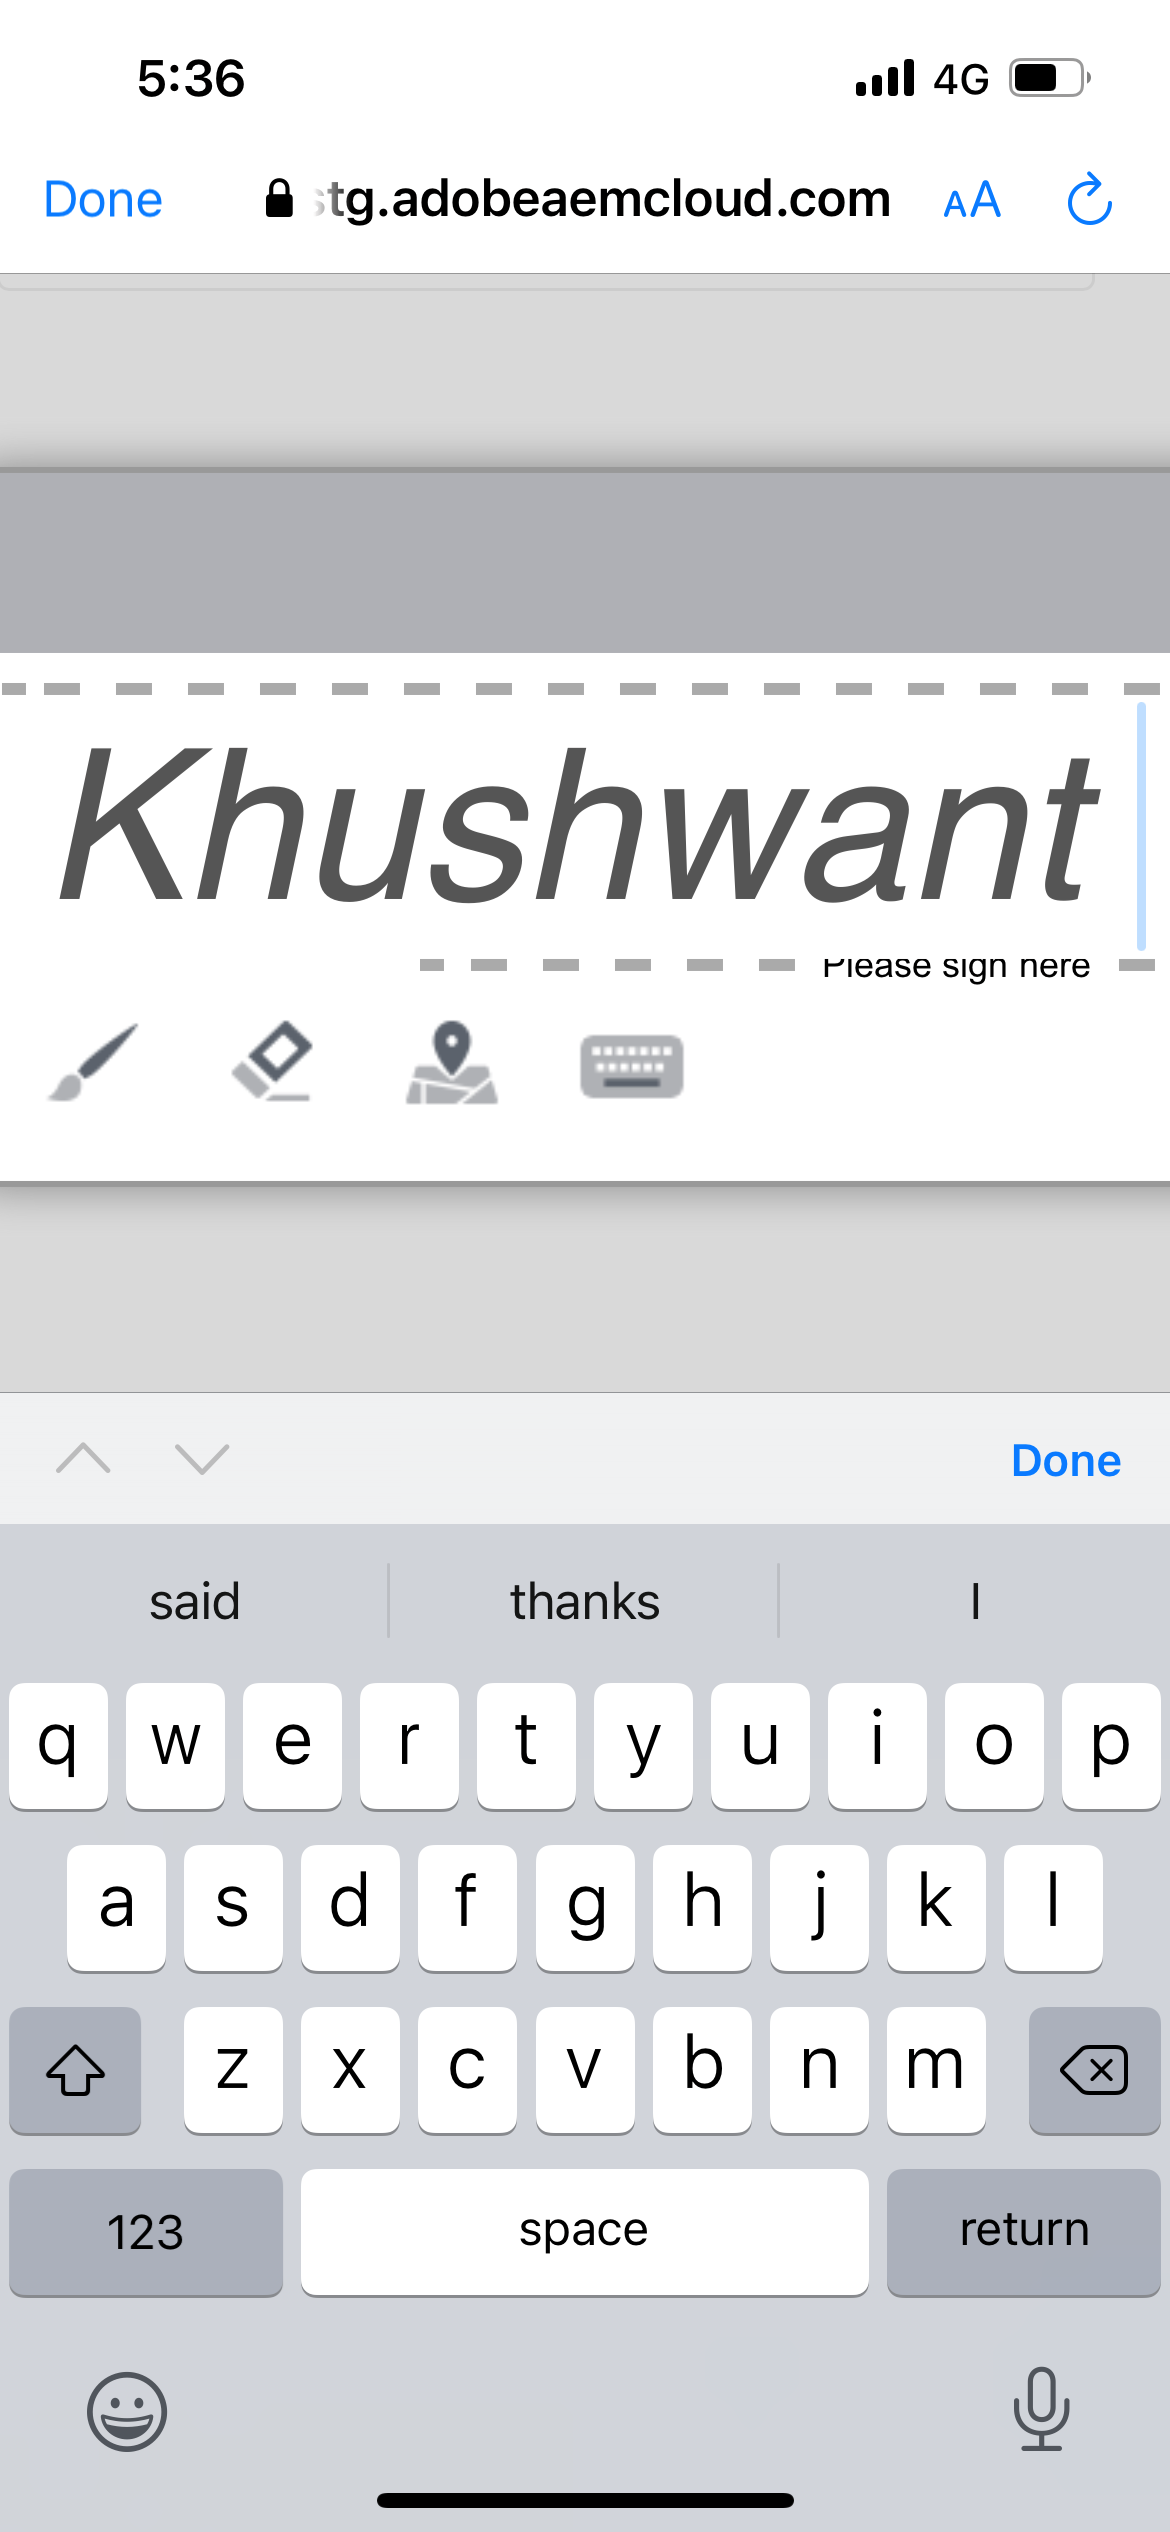 5:36 4G
Done stg.adobeaemcloud.com AA
Khushwant
Please sign here
Done
said thanks I
q w e r t y u i o p
a s d f g h j k l
z x c v b n m
123 space return